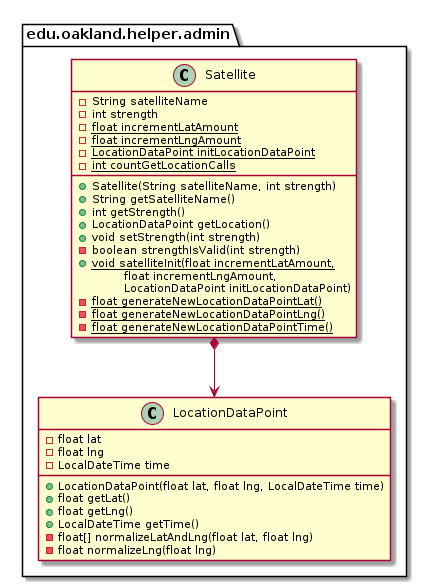 edu.oakland.helper.admin
C Satellite
String satelliteName
int strength
float incrementLatAmount
float incrementLngAmount
LocationDataPoint initLocationDataPoint
int countGetLocationCalls
Satellite(String satelliteName, int strength)
String getSatelliteName()
int getStrength()
LocationDataPoint getLocation()
void setStrength(int strength)
boolean strengthIsValid(int strength)
void satelliteInit(float incrementLatAmount,
float incrementLngAmount,
LocationDataPoint initLocationDataPoint)
float generateNewLocationDataPointLat()
float generateNewLocationDataPointLng()
float generateNewLocationDataPointTime()
C LocationDataPoint
float lat
float lng
LocalDateTime time
LocationDataPoint(float lat, float lng, LocalDateTime time)
float getLat()
float getLng()
LocalDateTime getTime()
float[] normalizeLatAndLng(float lat, float lng)
float normalizeLng(float lng)